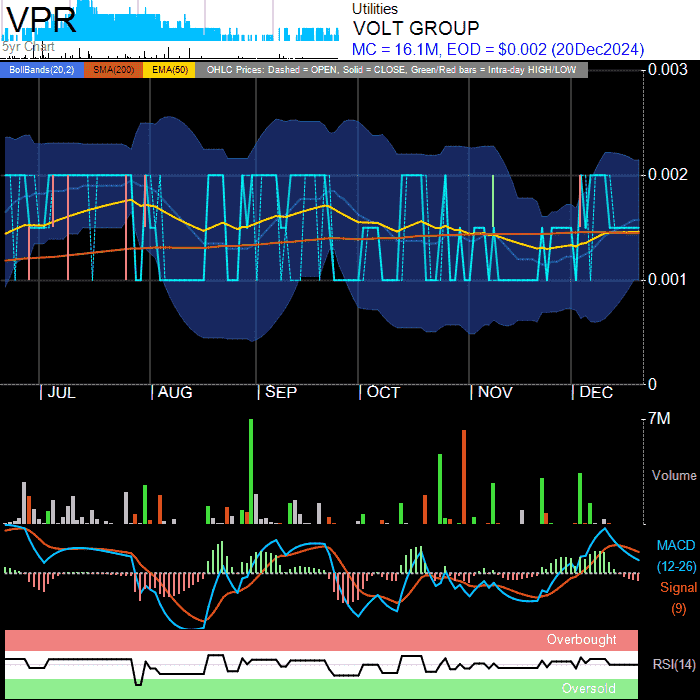 VPR
5yr Chart
Utilities
VOLT GROUP
MC = 16.1M, EOD = $0.002 (20Dec2024)
BollBands(20,2) SMA(200) EMA(50) OHLC Prices: Dashed = OPEN, Solid = CLOSE, Green/Red bars = Intra-day HIGH/LOW
0.003
0.002
0.001
0
JUL AUG SEP OCT NOV DEC
7M
Volume
MACD
(12-26)
Signal
(9)
Overbought
RSI(14)
Oversold